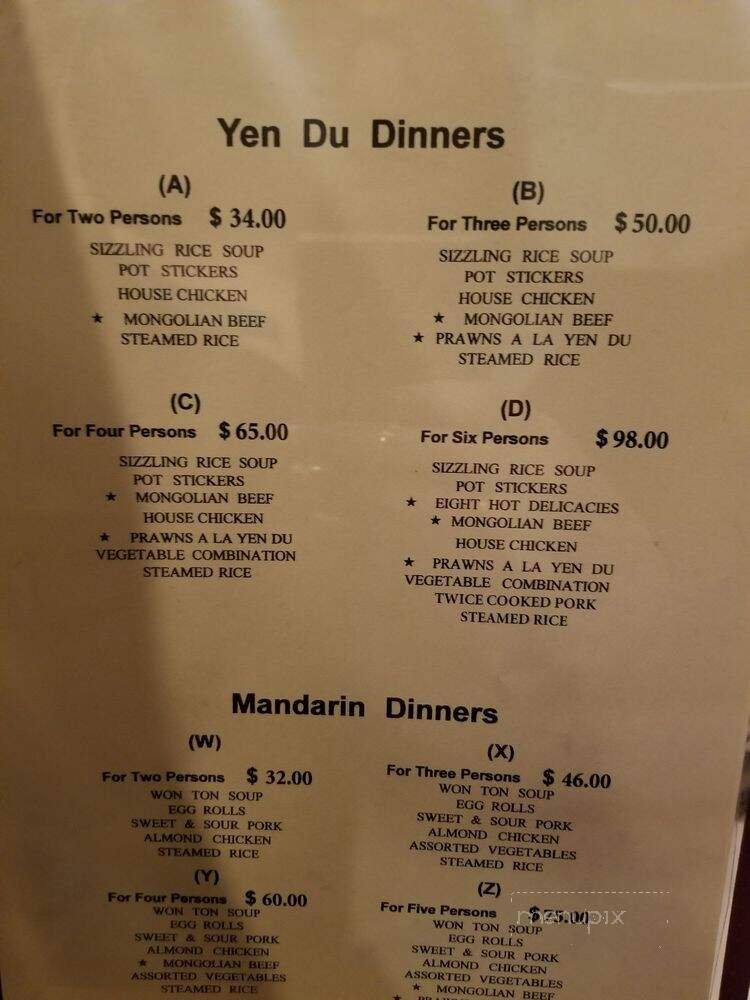 Yen Du Dinners
(A)
For Two Persons $ 34.00
SIZZLING RICE SOUP
POT STICKERS
HOUSE CHICKEN
★ MONGOLIAN BEEF
STEAMED RICE
(B)
For Three Persons $ 50.00
SIZZLING RICE SOUP
POT STICKERS
HOUSE CHICKEN
★ MONGOLIAN BEEF
★ PRAWNS A LA YEN DU
STEAMED RICE
(C)
For Four Persons $ 65.00
SIZZLING RICE SOUP
POT STICKERS
★ MONGOLIAN BEEF
HOUSE CHICKEN
★ PRAWNS A LA YEN DU
VEGETABLE COMBINATION
STEAMED RICE
(D)
For Six Persons $ 98.00
SIZZLING RICE SOUP
POT STICKERS
★ EIGHT HOT DELICACIES
★ MONGOLIAN BEEF
HOUSE CHICKEN
★ PRAWNS A LA YEN DU
VEGETABLE COMBINATION
TWICE COOKED PORK
STEAMED RICE
Mandarin Dinners
(W)
For Two Persons $ 32.00
WON TON SOUP
EGG ROLLS
SWEET & SOUR PORK
ALMOND CHICKEN
STEAMED RICE
(X)
For Three Persons $ 46.00
WON TON SOUP
EGG ROLLS
SWEET & SOUR PORK
ALMOND CHICKEN
ASSORTED VEGETABLES
STEAMED RICE
(Y)
For Four Persons $ 60.00
WON TON SOUP
EGG ROLLS
SWEET & SOUR PORK
ALMOND CHICKEN
★ MONGOLIAN BEEF
ASSORTED VEGETABLES
STEAMED RICE
(Z)
For Five Persons $ 75.00
menupix
WON TON SOUP
EGG ROLLS
SWEET & SOUR PORK
ALMOND CHICKEN
ASSORTED VEGETABLES
★ MONGOLIAN BEEF